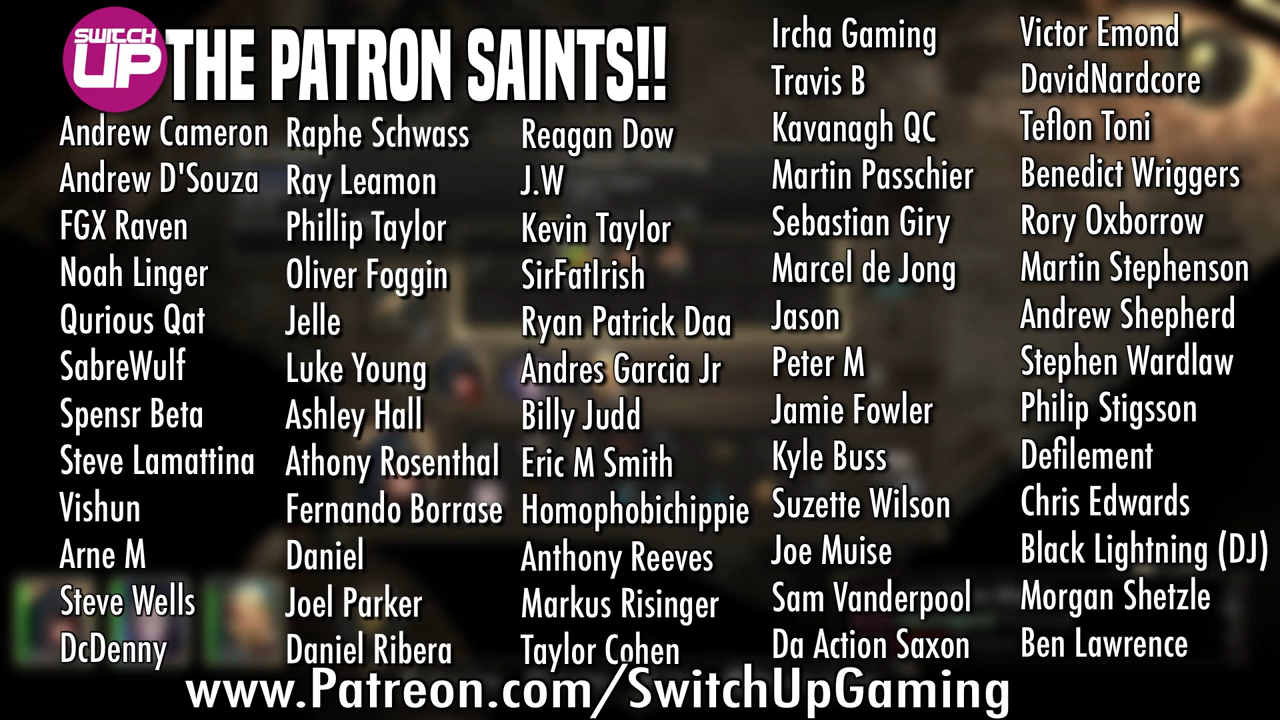 SWITCH
UP
THE PATRON SAINTS!!
Andrew Cameron
Andrew D'Souza
FGX Raven
Noah Linger
Qurious Qat
SabreWulf
Spensr Beta
Steve Lamattina
Vishun
Arne M
Steve Wells
DcDenny
Raphe Schwass
Ray Leamon
Phillip Taylor
Oliver Foggin
Jelle
Luke Young
Ashley Hall
Athony Rosenthal
Fernando Borrase
Daniel
Joel Parker
Daniel Ribera
Reagan Dow
J.W
Kevin Taylor
SirFatIrish
Ryan Patrick Daa
Andres Garcia Jr
Billy Judd
Eric M Smith
Homophobichippie
Anthony Reeves
Markus Risinger
Taylor Cohen
Ircha Gaming
Travis B
Kavanagh QC
Martin Passchier
Sebastian Giry
Marcel de Jong
Jason
Peter M
Jamie Fowler
Kyle Buss
Suzette Wilson
Joe Muise
Sam Vanderpool
Da Action Saxon
Victor Emond
DavidNardcore
Teflon Toni
Benedict Wriggers
Rory Oxborrow
Martin Stephenson
Andrew Shepherd
Stephen Wardlaw
Philip Stigsson
Defilement
Chris Edwards
Black Lightning (DJ)
Morgan Shetzle
Ben Lawrence
www.Patreon.com/SwitchUpGaming